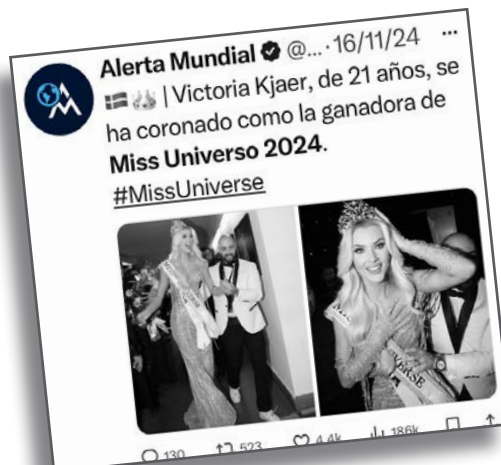 Alerta Mundial @... · 16/11/24 ...
| Victoria Kjaer, de 21 años, se
ha coronado como la ganadora de
Miss Universo 2024.
#MissUniverse
VERSE
130 523 4.4k 186k